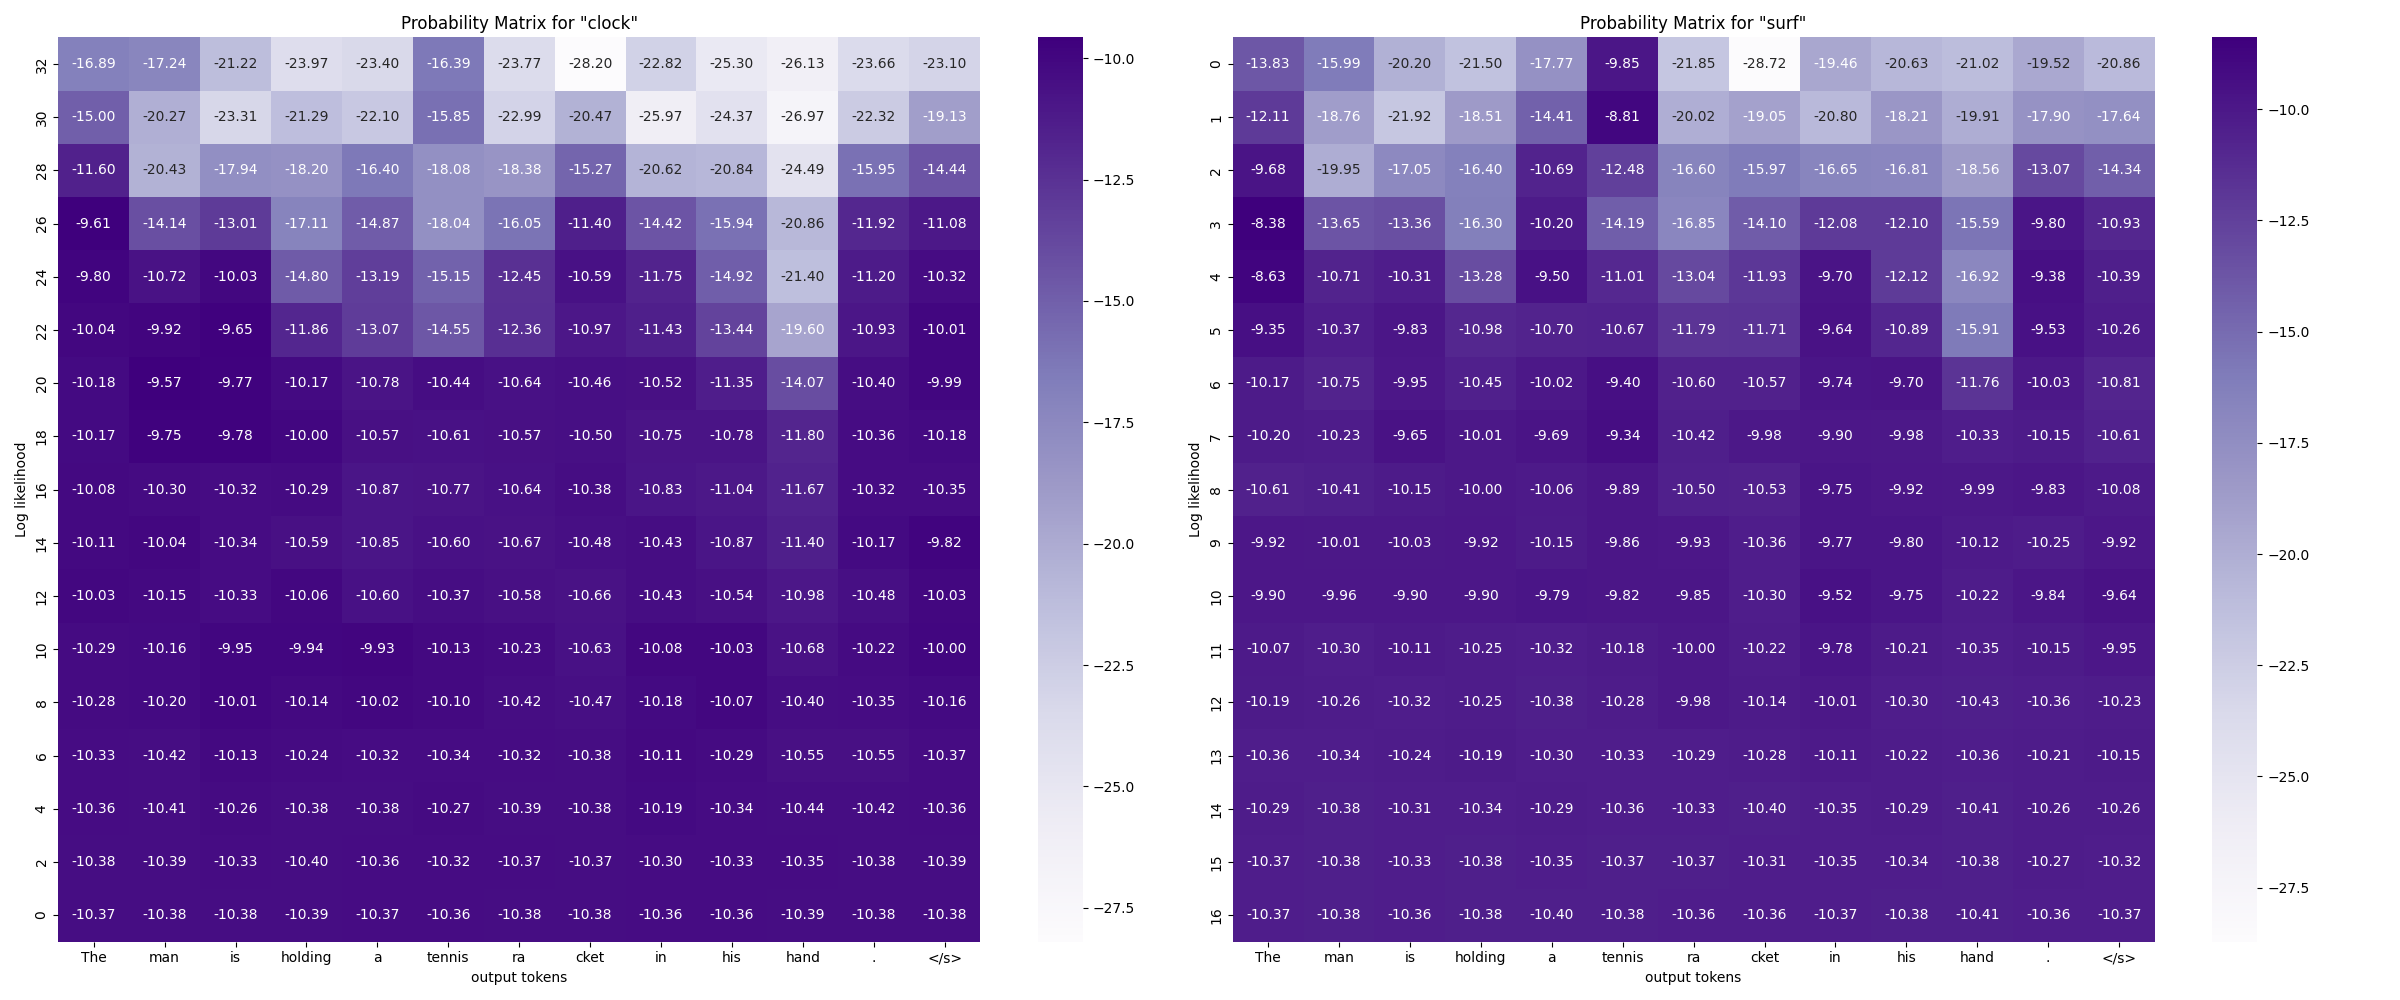 Probability Matrix for "clock"
32 -16.89 -17.24 -21.22 -23.97 -23.40 -16.39 -23.77 -28.20 -22.82 -25.30 -26.13 -23.66 -23.10
30 -15.00 -20.27 -23.31 -21.29 -22.10 -15.85 -22.99 -20.47 -25.97 -24.37 -26.97 -22.32 -19.13
28 -11.60 -20.43 -17.94 -18.20 -16.40 -18.08 -18.38 -15.27 -20.62 -20.84 -24.49 -15.95 -14.44
26 -9.61 -14.14 -13.01 -17.11 -14.87 -18.04 -16.05 -11.40 -14.42 -15.94 -20.86 -11.92 -11.08
24 -9.80 -10.72 -10.03 -14.80 -13.19 -15.15 -12.45 -10.59 -11.75 -14.92 -21.40 -11.20 -10.32
22 -10.04 -9.92 -9.65 -11.86 -13.07 -14.55 -12.36 -10.97 -11.43 -13.44 -19.60 -10.93 -10.01
20 -10.18 -9.57 -9.77 -10.17 -10.78 -10.44 -10.64 -10.46 -10.52 -11.35 -14.07 -10.40 -9.99
18 -10.17 -9.75 -9.78 -10.00 -10.57 -10.61 -10.57 -10.50 -10.75 -10.78 -11.80 -10.36 -10.18
16 -10.08 -10.30 -10.32 -10.29 -10.87 -10.77 -10.64 -10.38 -10.83 -11.04 -11.67 -10.32 -10.35
14 -10.11 -10.04 -10.34 -10.59 -10.85 -10.60 -10.67 -10.48 -10.43 -10.87 -11.40 -10.17 -9.82
12 -10.03 -10.15 -10.33 -10.06 -10.60 -10.37 -10.58 -10.66 -10.43 -10.54 -10.98 -10.48 -10.03
10 -10.29 -10.16 -9.95 -9.94 -9.93 -10.13 -10.23 -10.63 -10.08 -10.03 -10.68 -10.22 -10.00
8 -10.28 -10.20 -10.01 -10.14 -10.02 -10.10 -10.42 -10.47 -10.18 -10.07 -10.40 -10.35 -10.16
6 -10.33 -10.42 -10.13 -10.24 -10.32 -10.34 -10.32 -10.38 -10.11 -10.29 -10.55 -10.55 -10.37
4 -10.36 -10.41 -10.26 -10.38 -10.38 -10.27 -10.39 -10.38 -10.19 -10.34 -10.44 -10.42 -10.36
2 -10.38 -10.39 -10.33 -10.40 -10.36 -10.32 -10.37 -10.37 -10.30 -10.33 -10.35 -10.38 -10.39
0 -10.37 -10.38 -10.38 -10.39 -10.37 -10.36 -10.38 -10.38 -10.36 -10.36 -10.39 -10.38 -10.38
The man is holding a tennis ra cket in his hand . </s>
output tokens
Log likelihood
−10.0
−12.5
−15.0
−17.5
−20.0
−22.5
−25.0
−27.5
Probability Matrix for "surf"
0 -13.83 -15.99 -20.20 -21.50 -17.77 -9.85 -21.85 -28.72 -19.46 -20.63 -21.02 -19.52 -20.86
1 -12.11 -18.76 -21.92 -18.51 -14.41 -8.81 -20.02 -19.05 -20.80 -18.21 -19.91 -17.90 -17.64
2 -9.68 -19.95 -17.05 -16.40 -10.69 -12.48 -16.60 -15.97 -16.65 -16.81 -18.56 -13.07 -14.34
3 -8.38 -13.65 -13.36 -16.30 -10.20 -14.19 -16.85 -14.10 -12.08 -12.10 -15.59 -9.80 -10.93
4 -8.63 -10.71 -10.31 -13.28 -9.50 -11.01 -13.04 -11.93 -9.70 -12.12 -16.92 -9.38 -10.39
5 -9.35 -10.37 -9.83 -10.98 -10.70 -10.67 -11.79 -11.71 -9.64 -10.89 -15.91 -9.53 -10.26
6 -10.17 -10.75 -9.95 -10.45 -10.02 -9.40 -10.60 -10.57 -9.74 -9.70 -11.76 -10.03 -10.81
7 -10.20 -10.23 -9.65 -10.01 -9.69 -9.34 -10.42 -9.98 -9.90 -9.98 -10.33 -10.15 -10.61
8 -10.61 -10.41 -10.15 -10.00 -10.06 -9.89 -10.50 -10.53 -9.75 -9.92 -9.99 -9.83 -10.08
9 -9.92 -10.01 -10.03 -9.92 -10.15 -9.86 -9.93 -10.36 -9.77 -9.80 -10.12 -10.25 -9.92
10 -9.90 -9.96 -9.90 -9.90 -9.79 -9.82 -9.85 -10.30 -9.52 -9.75 -10.22 -9.84 -9.64
11 -10.07 -10.30 -10.11 -10.25 -10.32 -10.18 -10.00 -10.22 -9.78 -10.21 -10.35 -10.15 -9.95
12 -10.19 -10.26 -10.32 -10.25 -10.38 -10.28 -9.98 -10.14 -10.01 -10.30 -10.43 -10.36 -10.23
13 -10.36 -10.34 -10.24 -10.19 -10.30 -10.33 -10.29 -10.28 -10.11 -10.22 -10.36 -10.21 -10.15
14 -10.29 -10.38 -10.31 -10.34 -10.29 -10.36 -10.33 -10.40 -10.35 -10.29 -10.41 -10.26 -10.26
15 -10.37 -10.38 -10.33 -10.38 -10.35 -10.37 -10.37 -10.31 -10.35 -10.34 -10.38 -10.27 -10.32
16 -10.37 -10.38 -10.36 -10.38 -10.40 -10.38 -10.36 -10.36 -10.37 -10.38 -10.41 -10.36 -10.37
The man is holding a tennis ra cket in his hand . </s>
output tokens
Log likelihood
−10.0
−12.5
−15.0
−17.5
−20.0
−22.5
−25.0
−27.5